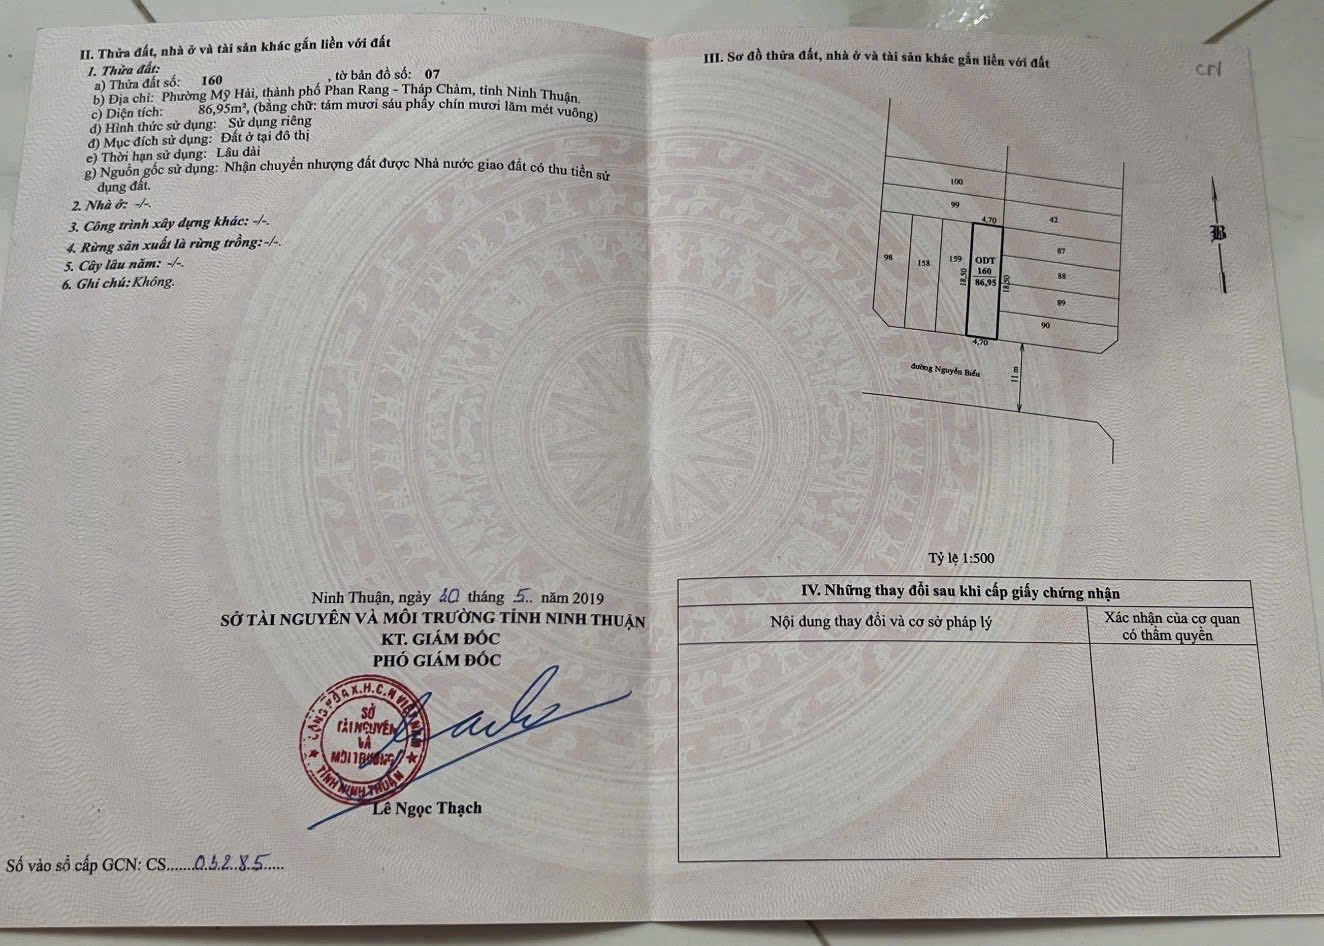 II. Thửa đất, nhà ở và tài sản khác gắn liền với đất
1. Thửa đất:
a) Thửa đất số: 160 , tờ bản đồ số: 07
b) Địa chỉ: Phường Mỹ Hải, thành phố Phan Rang - Tháp Chàm, tỉnh Ninh Thuận.
c) Diện tích: 86,95m², (bằng chữ: tám mươi sáu phẩy chín mươi lăm mét vuông)
d) Hình thức sử dụng: Sử dụng riêng
đ) Mục đích sử dụng: Đất ở tại đô thị
e) Thời hạn sử dụng: Lâu dài
g) Nguồn gốc sử dụng: Nhận chuyển nhượng đất được Nhà nước giao đất có thu tiền sử
dụng đất.
2. Nhà ở: -/-.
3. Công trình xây dựng khác: -/-.
4. Rừng sản xuất là rừng trồng: -/-.
5. Cây lâu năm: -/-.
6. Ghi chú: Không.
Ninh Thuận, ngày 20 tháng .5.. năm 2019
SỞ TÀI NGUYÊN VÀ MÔI TRƯỜNG TỈNH NINH THUẬN
KT. GIÁM ĐỐC
PHÓ GIÁM ĐỐC
CỘNG HÒA X.H.C.N VIỆT NAM
SỞ
TÀI NGUYÊN
VÀ
MÔI TRƯỜNG
TỈNH NINH THUẬN
Lê Ngọc Thạch
Số vào sổ cấp GCN: CS.......03285.....
III. Sơ đồ thửa đất, nhà ở và tài sản khác gắn liền với đất
CN
100
99
4,70
42
98
158
159
18,50
ODT
160
86,95
18,50
87
88
89
90
4,70
đường Nguyễn Biểu
11 m
B
Tỷ lệ 1:500
IV. Những thay đổi sau khi cấp giấy chứng nhận
Nội dung thay đổi và cơ sở pháp lý
Xác nhận của cơ quan
có thẩm quyền